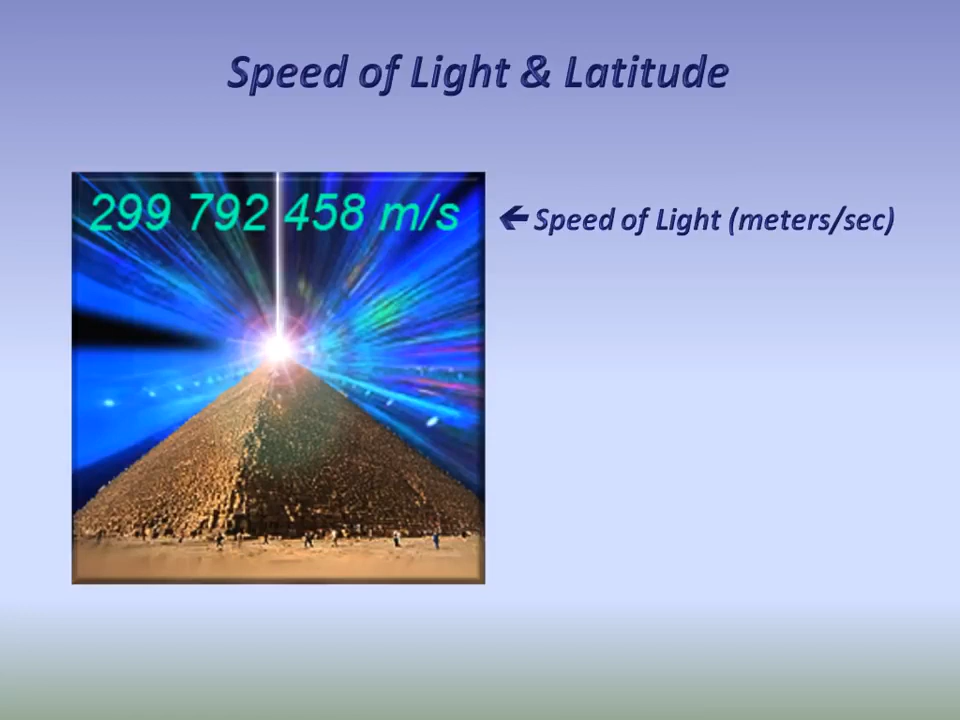 Speed of Light & Latitude
299 792 458 m/s
← Speed of Light (meters/sec)